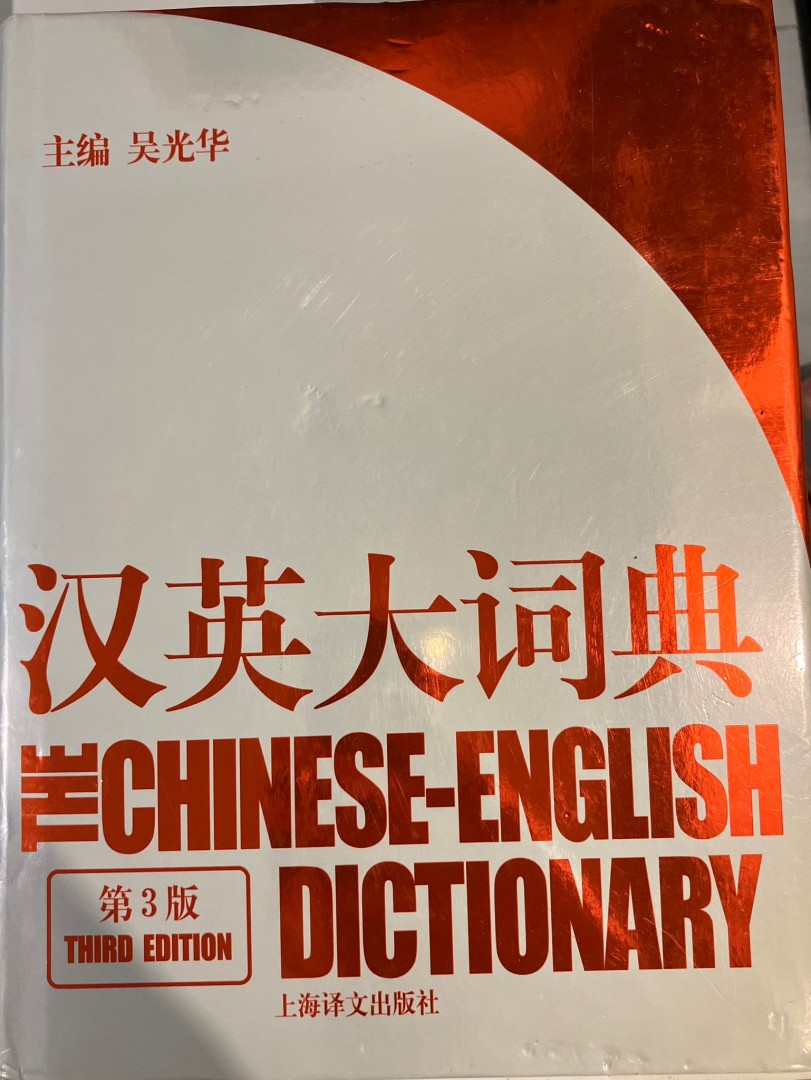 主编 吴光华
汉英大词典
THE CHINESE-ENGLISH
DICTIONARY
第3版
THIRD EDITION
上海译文出版社